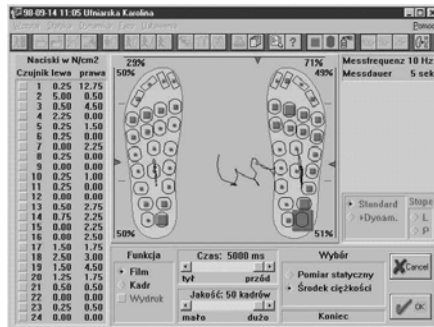 98-09-14 11:05 Ufniarska Karolina
Pomoc
Naciski w N/cm2
Czujnik lewa prawa
1 0.25 12.75
2 5.00 0.50
3 0.50 4.50
4 2.25 0.00
5 0.25 1.50
6 0.25 0.00
7 0.00 2.25
8 0.25 0.00
9 0.00 0.00
10 0.25 1.00
11 0.25 0.00
12 0.00 0.00
13 0.50 2.75
14 0.75 2.25
15 0.00 2.25
16 0.00 2.50
17 1.50 1.75
18 2.50 3.00
19 1.50 4.50
20 1.25 1.75
21 0.50 0.50
22 0.00 0.00
23 0.25 0.50
24 0.00 0.00
29% 71%
50% 49%
50% 51%
Messfrequenz 10 Hz
Messdauer 5 sek
Standard
+Dynam.
L
P
Funkcja
Film
Kadr
Wydruk
Czas: 5000 ms
tył przód
Jakość: 50 kadrów
mało dużo
Wybór
Pomiar statyczny
Środek ciężkości
Koniec
Cancel
OK